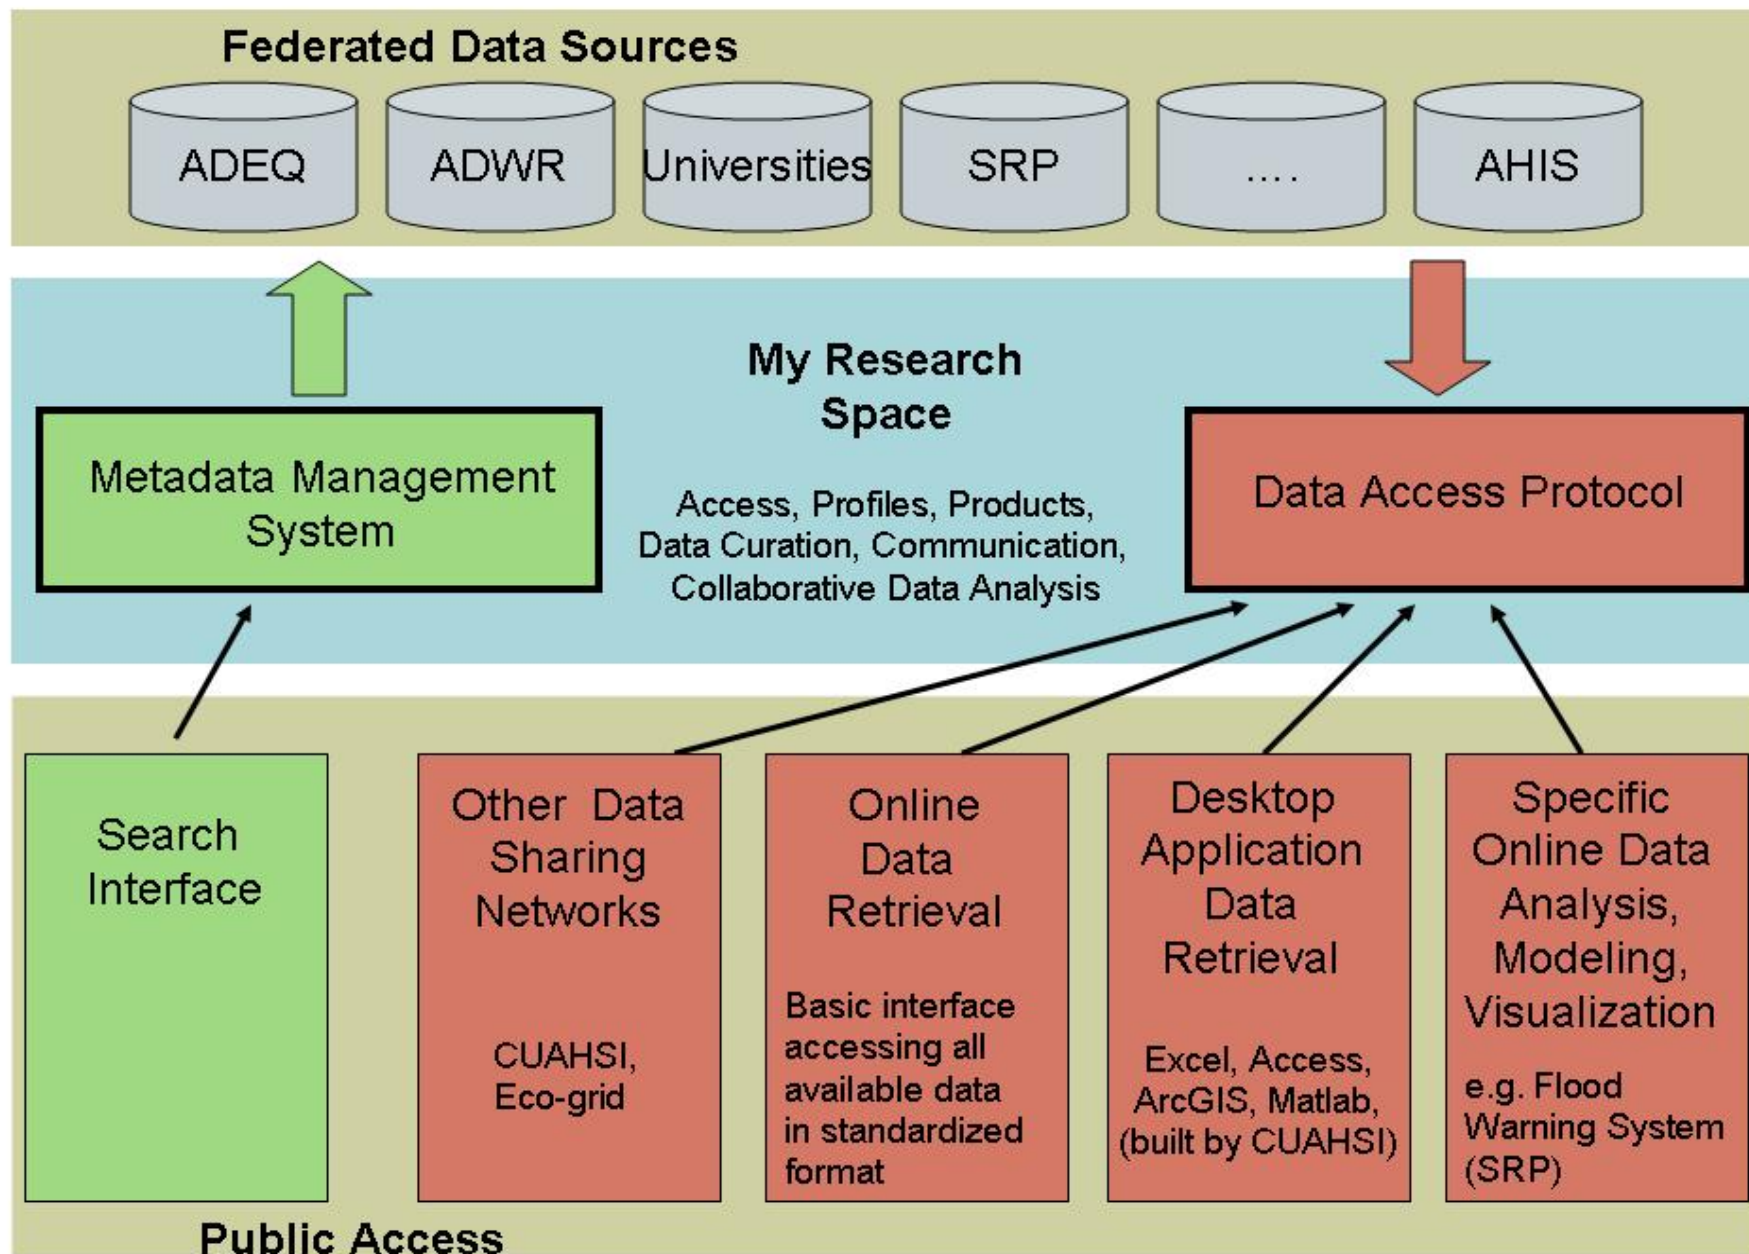 Federated Data Sources
ADEQ
ADWR
Universities
SRP
....
AHIS
My Research
Space
Access, Profiles, Products,
Data Curation, Communication,
Collaborative Data Analysis
Metadata Management
System
Data Access Protocol
Search
Interface
Other Data
Sharing
Networks
CUAHSI,
Eco-grid
Online
Data
Retrieval
Basic interface
accessing all
available data
in standardized
format
Desktop
Application
Data
Retrieval
Excel, Access,
ArcGIS, Matlab,
(built by CUAHSI)
Specific
Online Data
Analysis,
Modeling,
Visualization
e.g. Flood
Warning System
(SRP)
Public Access